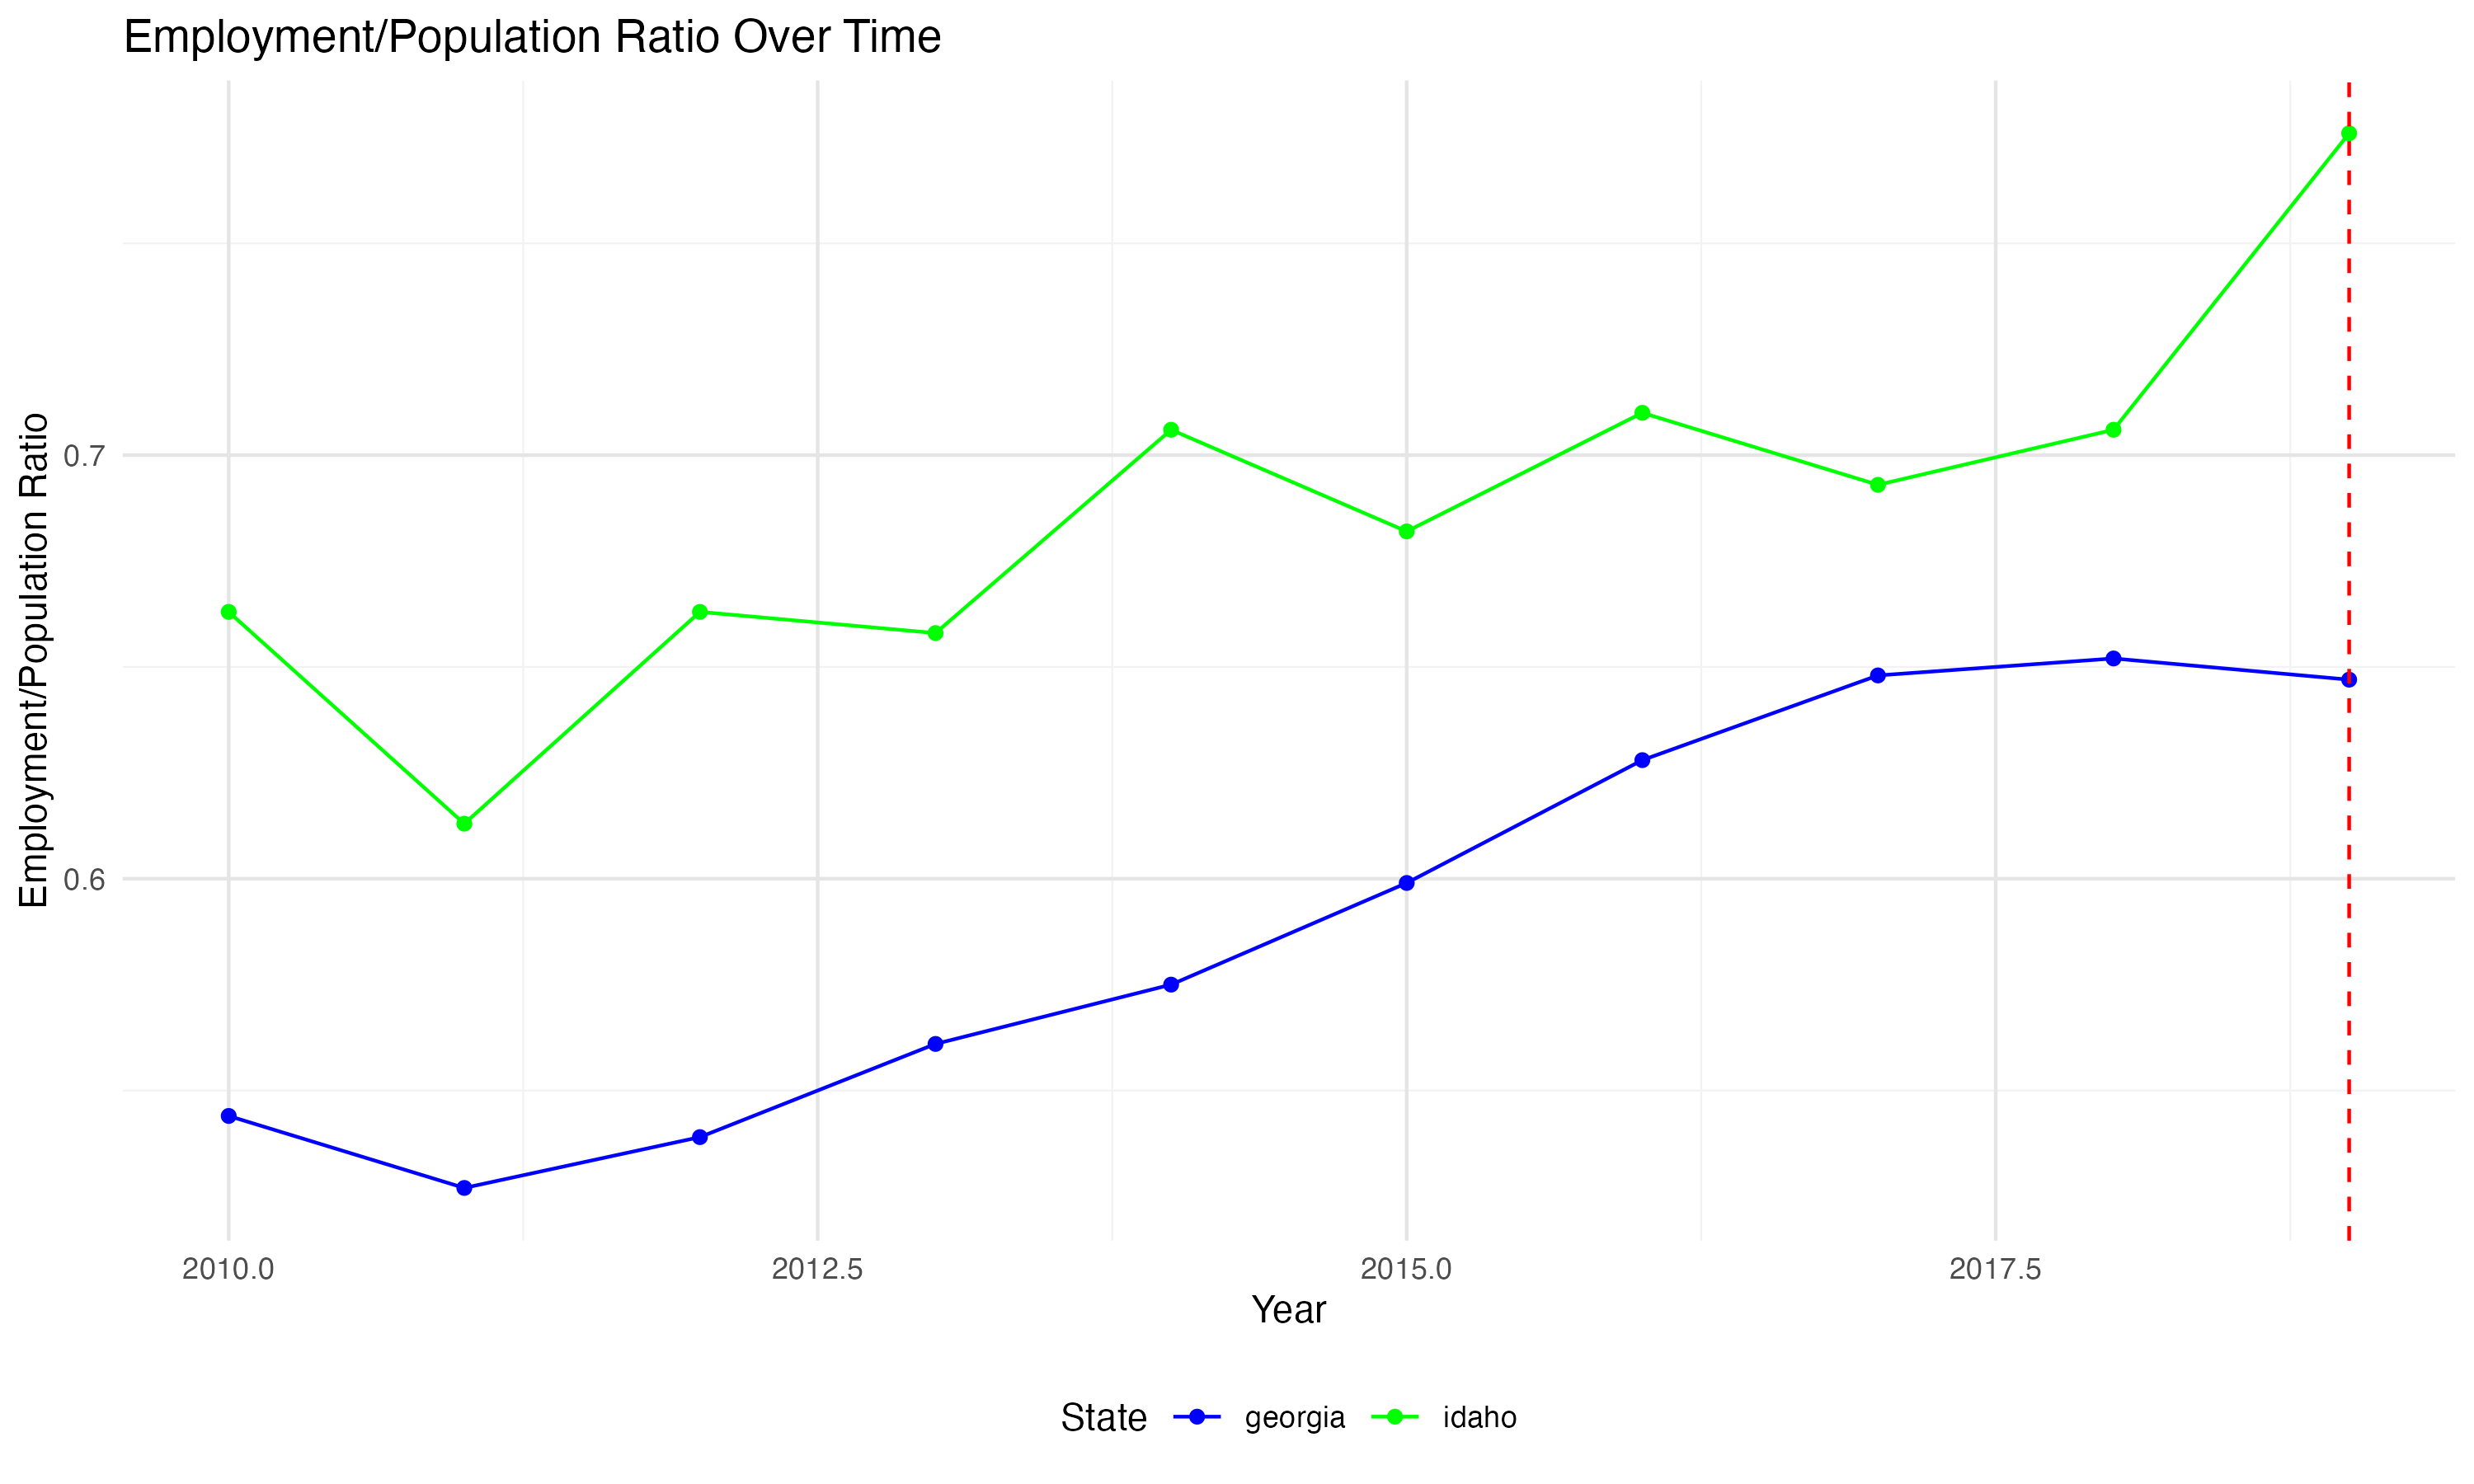 Employment/Population Ratio Over Time
Employment/Population Ratio
0.7
0.6
2010.0 2012.5 2015.0 2017.5
Year
State georgia idaho